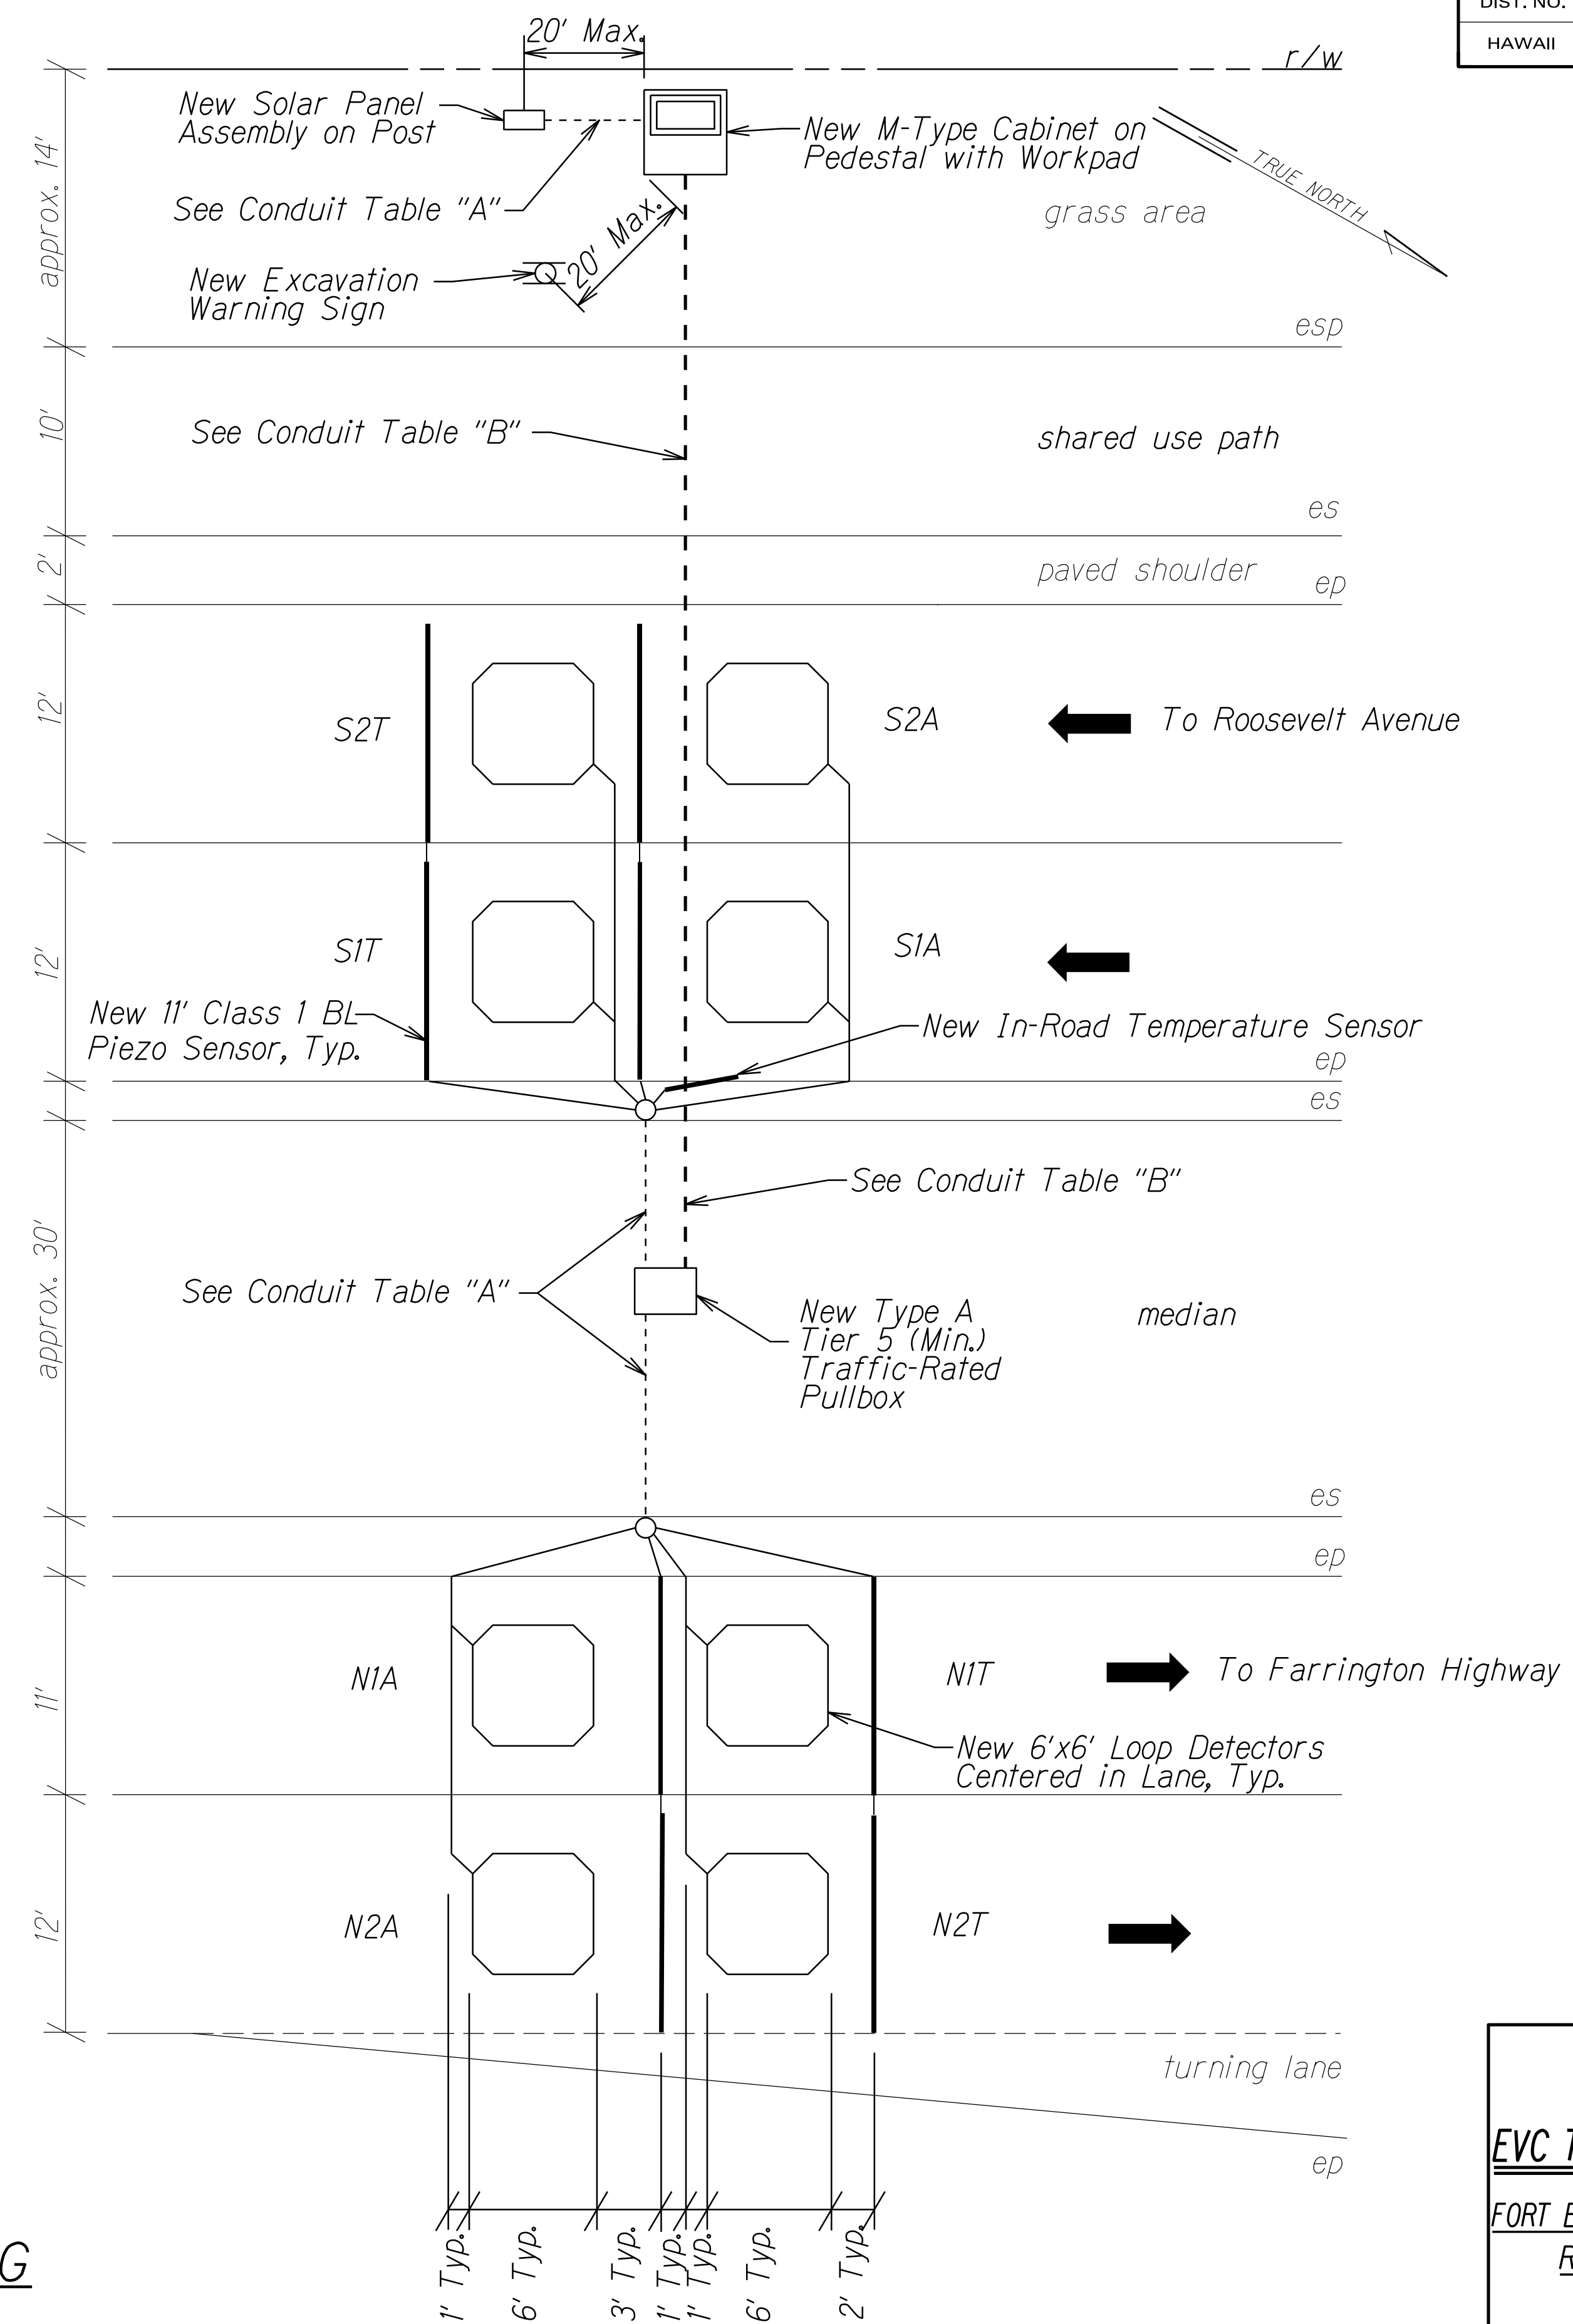 DIST. NO.
HAWAII
20' Max.
r/w
New Solar Panel
Assembly on Post
New M-Type Cabinet on
Pedestal with Workpad
TRUE NORTH
approx. 14'
See Conduit Table "A"
20' Max.
grass area
New Excavation
Warning Sign
esp
10'
See Conduit Table "B"
shared use path
es
2'
paved shoulder
ep
12'
S2T
S2A
To Roosevelt Avenue
12'
S1T
S1A
New 11' Class 1 BL
Piezo Sensor, Typ.
New In-Road Temperature Sensor
ep
es
See Conduit Table "B"
approx. 30'
See Conduit Table "A"
New Type A
Tier 5 (Min.)
Traffic-Rated
Pullbox
median
es
ep
11'
N1A
N1T
To Farrington Highway
New 6'x6' Loop Detectors
Centered in Lane, Typ.
12'
N2A
N2T
turning lane
ep
1' Typ.
6' Typ.
3' Typ.
1' Typ.
1' Typ.
6' Typ.
2' Typ.
G
EVC
FORT